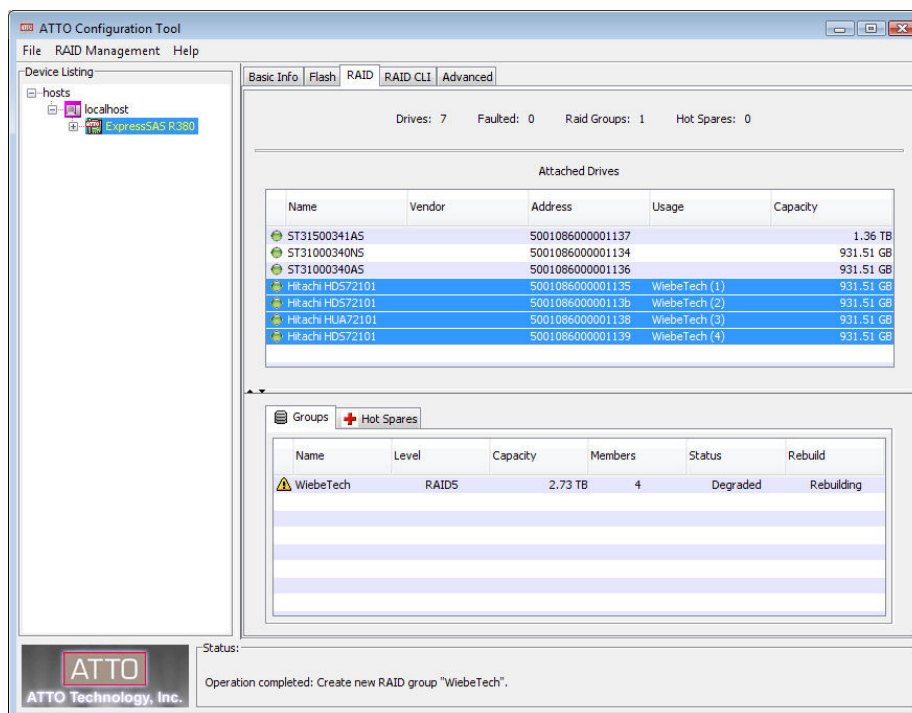 ATTO Configuration Tool
File RAID Management Help
Device Listing
hosts
localhost
ExpressSAS R380
Basic Info Flash RAID RAID CLI Advanced
Drives: 7 Faulted: 0 Raid Groups: 1 Hot Spares: 0
Attached Drives
Name Vendor Address Usage Capacity
ST31500341AS 5001086000001137 1.36 TB
ST31000340NS 5001086000001134 931.51 GB
ST31000340AS 5001086000001136 931.51 GB
Hitachi HDS72101 5001086000001135 WiebeTech (1) 931.51 GB
Hitachi HDS72101 500108600000113b WiebeTech (2) 931.51 GB
Hitachi HUA72101 5001086000001138 WiebeTech (3) 931.51 GB
Hitachi HDS72101 5001086000001139 WiebeTech (4) 931.51 GB
Groups Hot Spares
Name Level Capacity Members Status Rebuild
WiebeTech RAID5 2.73 TB 4 Degraded Rebuilding
Status:
Operation completed: Create new RAID group "WiebeTech".
ATTO
ATTO Technology, Inc.